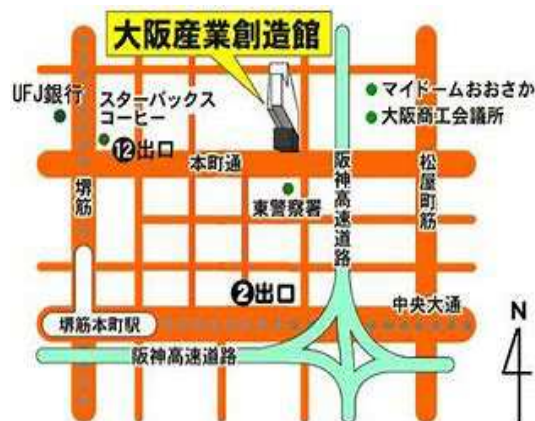 大阪産業創造館
UFJ銀行
スターバックス
コーヒー
⓬出口
マイドームおおさか
大阪商工会議所
本町通
堺筋
東警察署
阪神高速道路
松屋町筋
❷出口
中央大通
堺筋本町駅
阪神高速道路
N